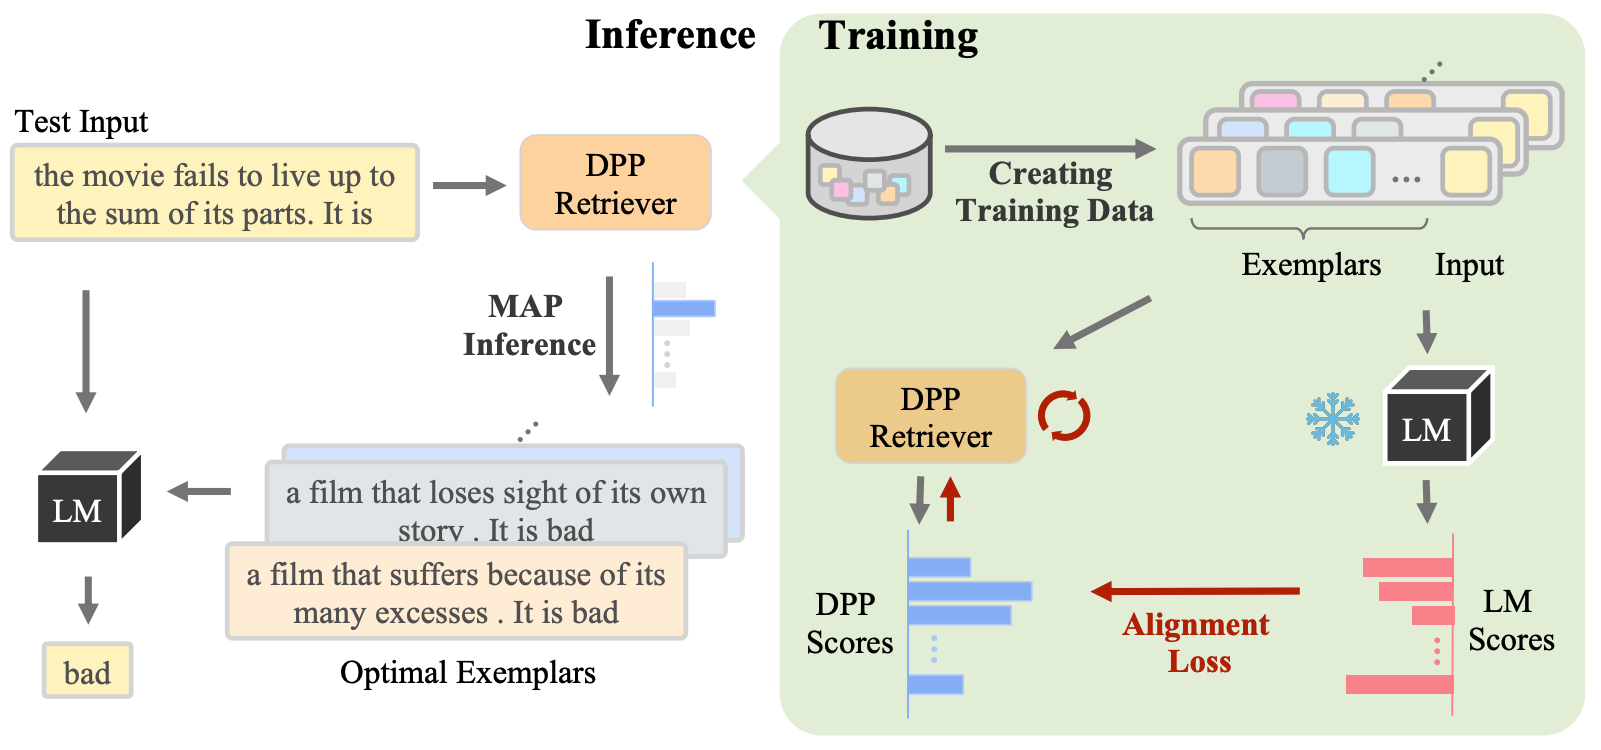 Inference
Training
Test Input
the movie fails to live up to
the sum of its parts. It is
DPP
Retriever
MAP
Inference
a film that loses sight of its own
story . It is bad
a film that suffers because of its
many excesses . It is bad
Optimal Exemplars
LM
bad
Creating
Training Data
...
Exemplars
Input
DPP
Retriever
LM
DPP
Scores
Alignment
Loss
LM
Scores